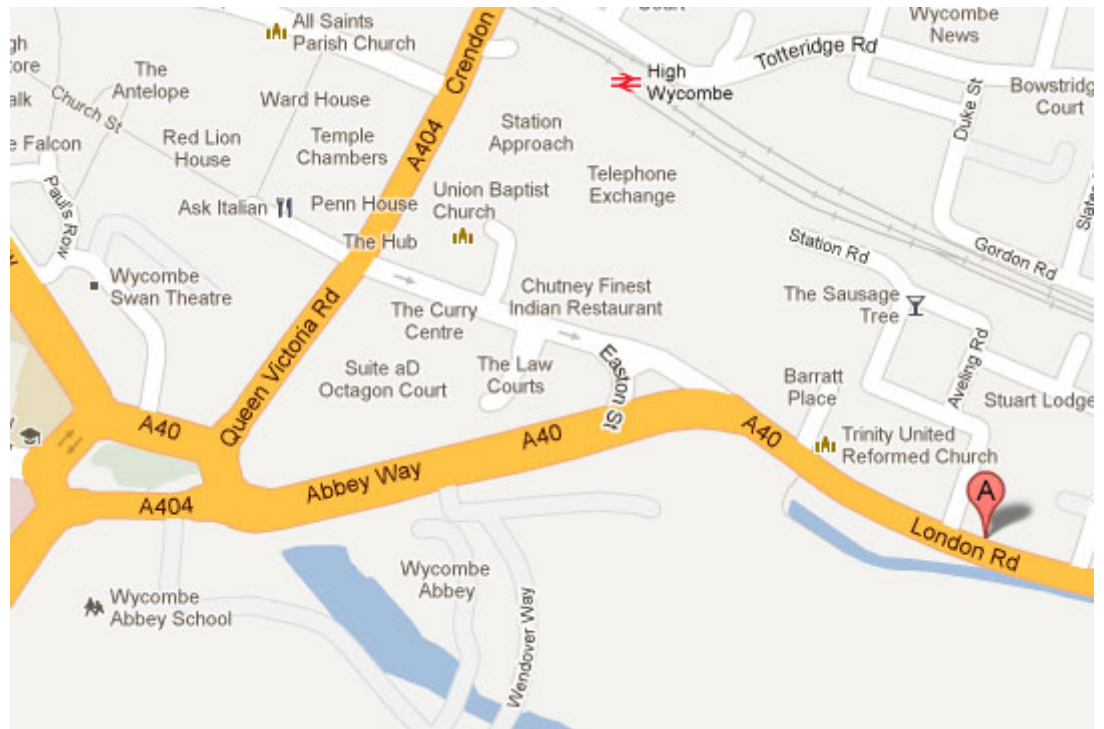 Court
Wycombe
News
All Saints
Parish Church
Crendon
Totteridge Rd
High
Wycombe
Bowstridge
Court
Duke St
The
Antelope
Church St
Ward House
A404
Station
Approach
Temple
Chambers
Red Lion
House
e Falcon
Telephone
Exchange
Paul's Row
Ask Italian
Penn House
Union Baptist
Church
The Hub
Slater
Station Rd
Gordon Rd
Wycombe
Swan Theatre
The Curry
Centre
Chutney Finest
Indian Restaurant
The Sausage
Tree
Queen Victoria Rd
Suite aD
Octagon Court
The Law
Courts
Easton St
Barratt
Place
Aveling Rd
Stuart Lodge
A40
A40
A40
Trinity United
Reformed Church
Abbey Way
A404
A
London Rd
Wycombe
Abbey
Wendover Way
Wycombe
Abbey School